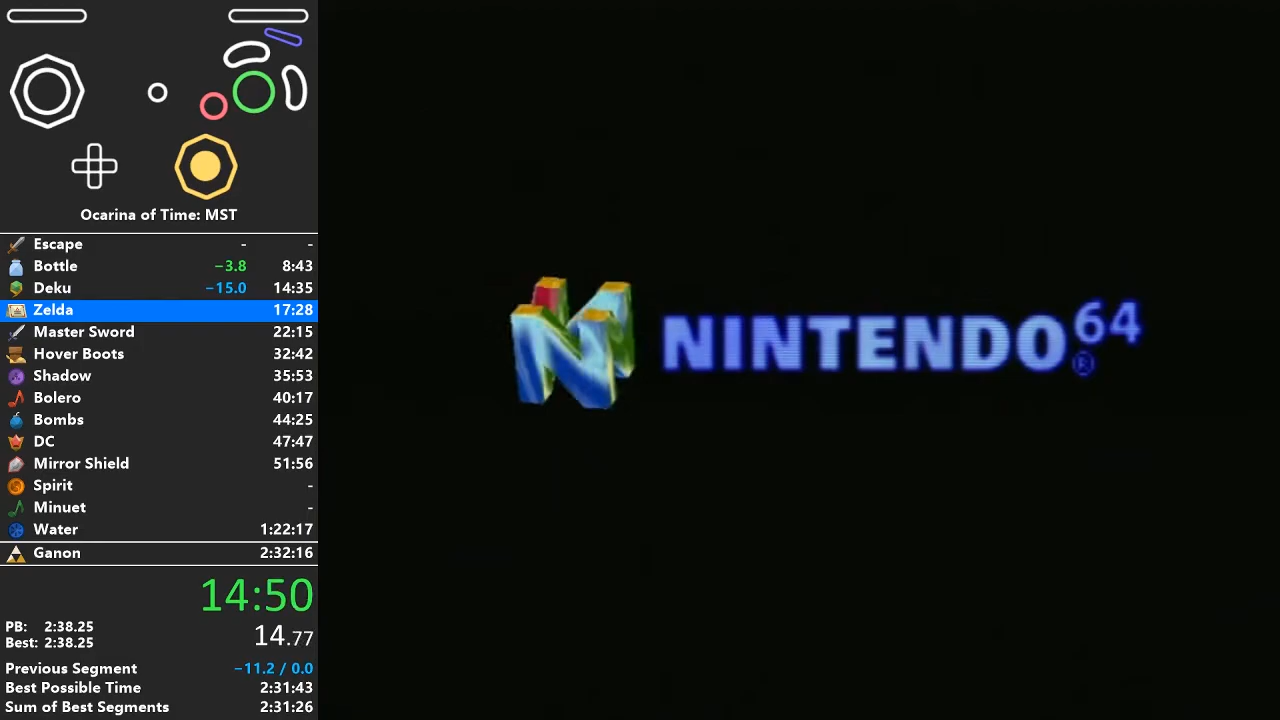 Ocarina of Time: MST
Escape - -
Bottle −3.8 8:43
Deku −15.0 14:35
Zelda 17:28
Master Sword 22:15
Hover Boots 32:42
Shadow 35:53
Bolero 40:17
Bombs 44:25
DC 47:47
Mirror Shield 51:56
Spirit -
Minuet -
Water 1:22:17
Ganon 2:32:16
14:50
PB: 2:38.25
Best: 2:38.25
14.77
Previous Segment −11.2 / 0.0
Best Possible Time 2:31:43
Sum of Best Segments 2:31:26
NINTENDO 64 ®